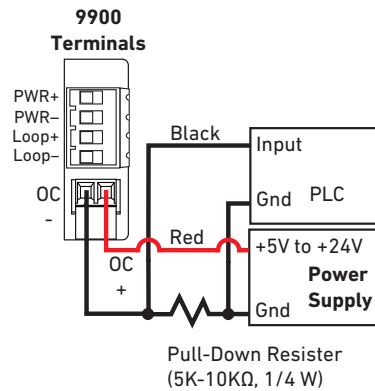 9900
Terminals
PWR+
PWR–
Loop+
Loop–
OC
-
OC
+
Black
Red
Input
Gnd PLC
+5V to +24V
Power
Supply
Gnd
Pull-Down Resister
(5K-10KΩ, 1/4 W)